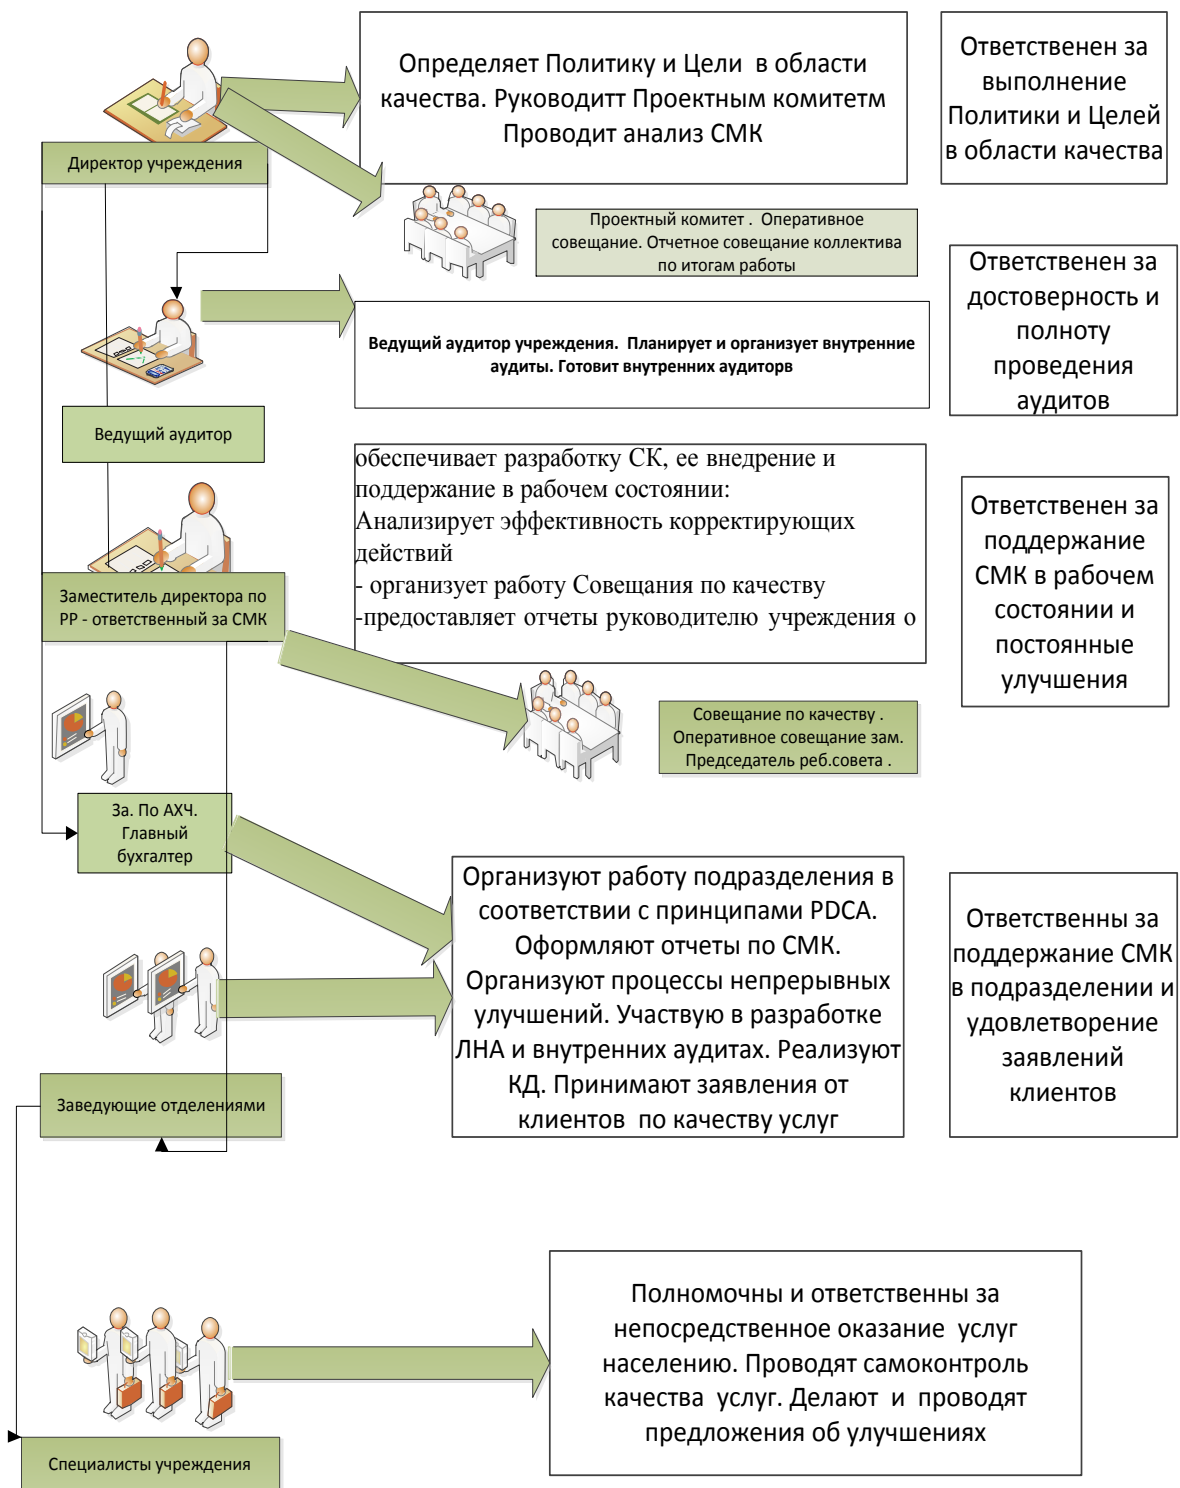 Определяет Политику и Цели в области
качества. Руководитт Проектным комитетм
Проводит анализ СМК
Ответственен за
выполнение
Политики и Целей
в области качества
Директор учреждения
Проектный комитет . Оперативное
совещание. Отчетное совещание коллектива
по итогам работы
Ответственен за
достоверность и
полноту
проведения
аудитов
Ведущий аудитор учреждения. Планирует и организует внутренние
аудиты. Готовит внутренних аудиторв
Ведущий аудитор
обеспечивает разработку СК, ее внедрение и
поддержание в рабочем состоянии:
Анализирует эффективность корректирующих
действий
- организует работу Совещания по качеству
-предоставляет отчеты руководителю учреждения о
Ответственен за
поддержание
СМК в рабочем
состоянии и
постоянные
улучшения
Заместитель директора по
РР - ответственный за СМК
Совещание по качеству .
Оперативное совещание зам.
Председатель реб.совета .
За. По АХЧ.
Главный
бухгалтер
Организуют работу подразделения в
соответствии с принципами PDCA.
Оформляют отчеты по СМК.
Организуют процессы непрерывных
улучшений. Участвую в разработке
ЛНА и внутренних аудитах. Реализуют
КД. Принимают заявления от
клиентов по качеству услуг
Ответственны за
поддержание СМК
в подразделении и
удовлетворение
заявлений
клиентов
Заведующие отделениями
Полномочны и ответственны за
непосредственное оказание услуг
населению. Проводят самоконтроль
качества услуг. Делают и проводят
предложения об улучшениях
Специалисты учреждения